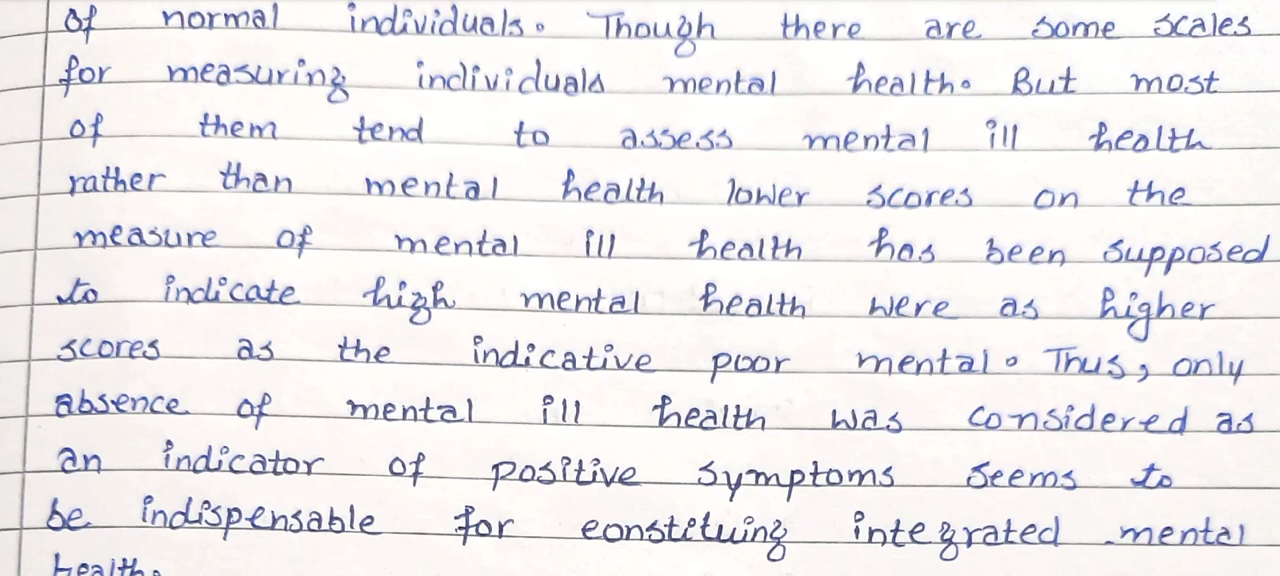 of normal individuals. Though there are some scales
for measuring individuals mental health. But most
of them tend to assess mental ill health
rather than mental health lower scores on the
measure of mental ill health has been supposed
to indicate high mental health were as higher
scores as the indicative poor mental. Thus, only
absence of mental ill health was considered as
an indicator of positive symptoms seems to
be indispensable for constituing integrated mental
health.